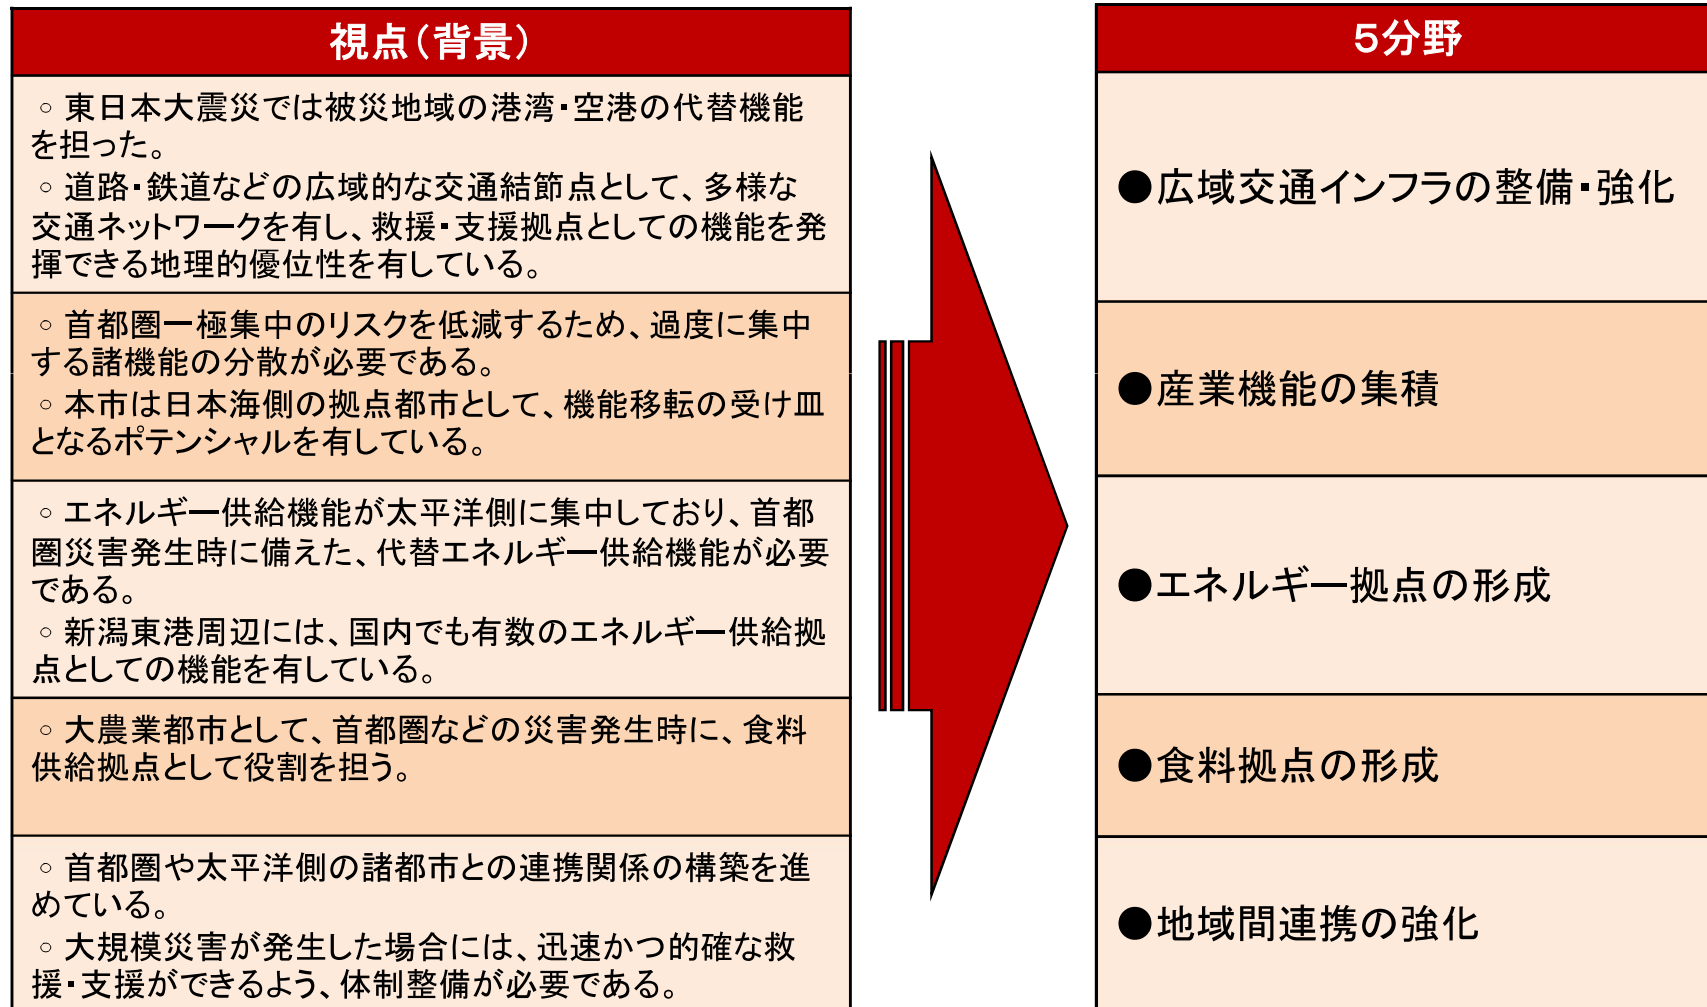 視点（背景）
○ 東日本大震災では被災地域の港湾・空港の代替機能
を担った。
○ 道路・鉄道などの広域的な交通結節点として、多様な
交通ネットワークを有し、救援・支援拠点としての機能を発
揮できる地理的優位性を有している。
○ 首都圏一極集中のリスクを低減するため、過度に集中
する諸機能の分散が必要である。
○ 本市は日本海側の拠点都市として、機能移転の受け皿
となるポテンシャルを有している。
○ エネルギー供給機能が太平洋側に集中しており、首都
圏災害発生時に備えた、代替エネルギー供給機能が必要
である。
○ 新潟東港周辺には、国内でも有数のエネルギー供給拠
点としての機能を有している。
○ 大農業都市として、首都圏などの災害発生時に、食料
供給拠点として役割を担う。
○ 首都圏や太平洋側の諸都市との連携関係の構築を進
めている。
○ 大規模災害が発生した場合には、迅速かつ的確な救
援・支援ができるよう、体制整備が必要である。
５分野
●広域交通インフラの整備・強化
●産業機能の集積
●エネルギー拠点の形成
●食料拠点の形成
●地域間連携の強化